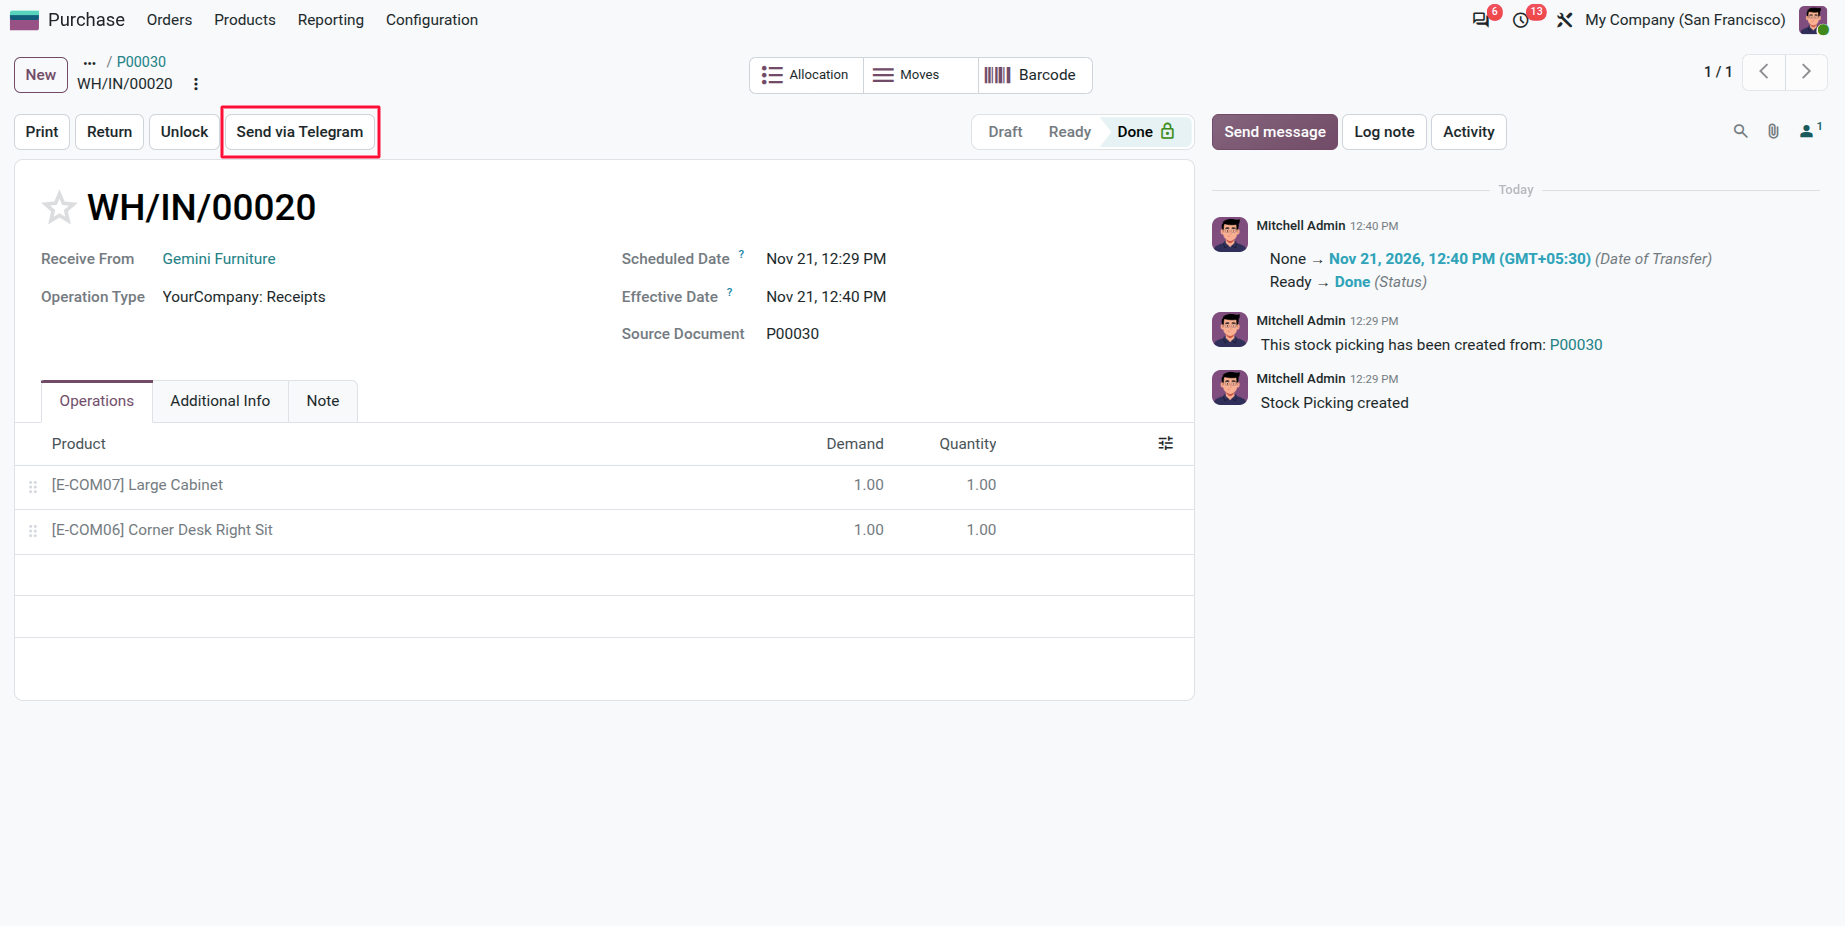 Purchase Orders Products Reporting Configuration 6 13 My Company (San Francisco)
New ... / P00030
WH/IN/00020
Allocation Moves Barcode 1 / 1
Print Return Unlock Send via Telegram Draft Ready Done Send message Log note Activity 1
WH/IN/00020
Receive From Gemini Furniture
Operation Type YourCompany: Receipts
Scheduled Date ? Nov 21, 12:29 PM
Effective Date ? Nov 21, 12:40 PM
Source Document P00030
Operations Additional Info Note
Product Demand Quantity
[E-COM07] Large Cabinet 1.00 1.00
[E-COM06] Corner Desk Right Sit 1.00 1.00
Today
Mitchell Admin 12:40 PM
None → Nov 21, 2026, 12:40 PM (GMT+05:30) (Date of Transfer)
Ready → Done (Status)
Mitchell Admin 12:29 PM
This stock picking has been created from: P00030
Mitchell Admin 12:29 PM
Stock Picking created